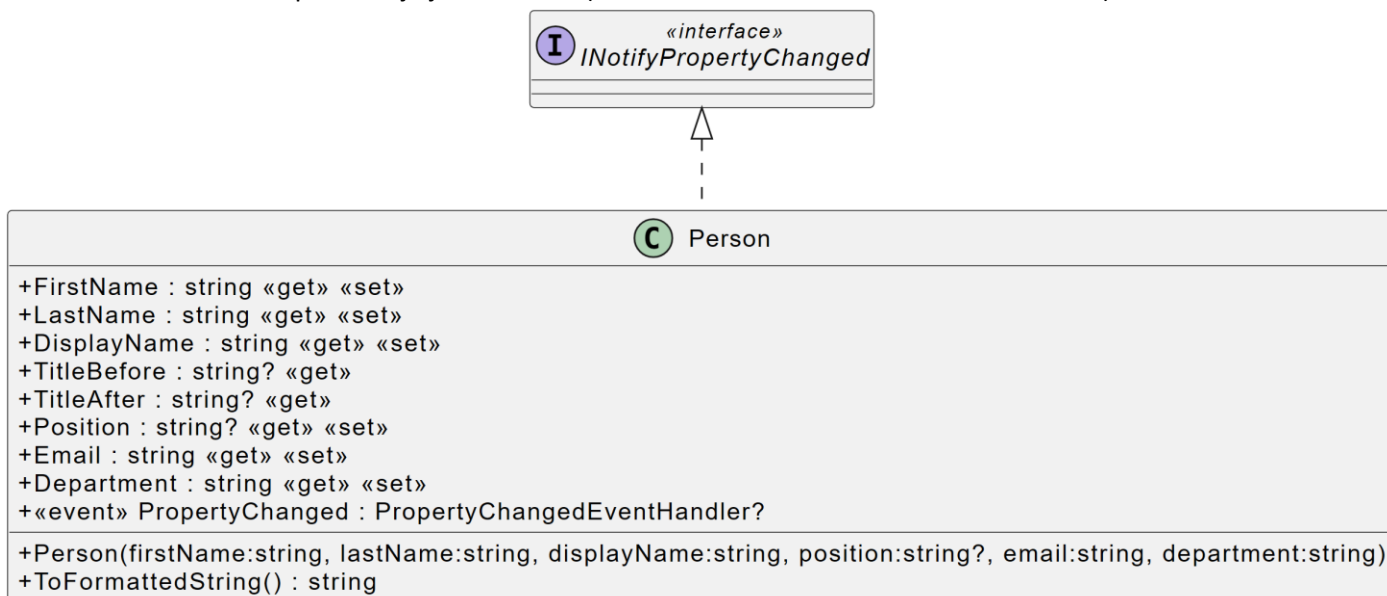 «interface»
I INotifyPropertyChanged
C Person
+FirstName : string «get» «set»
+LastName : string «get» «set»
+DisplayName : string «get» «set»
+TitleBefore : string? «get»
+TitleAfter : string? «get»
+Position : string? «get» «set»
+Email : string «get» «set»
+Department : string «get» «set»
+«event» PropertyChanged : PropertyChangedEventHandler?
+Person(firstName:string, lastName:string, displayName:string, position:string?, email:string, department:string)
+ToFormattedString() : string